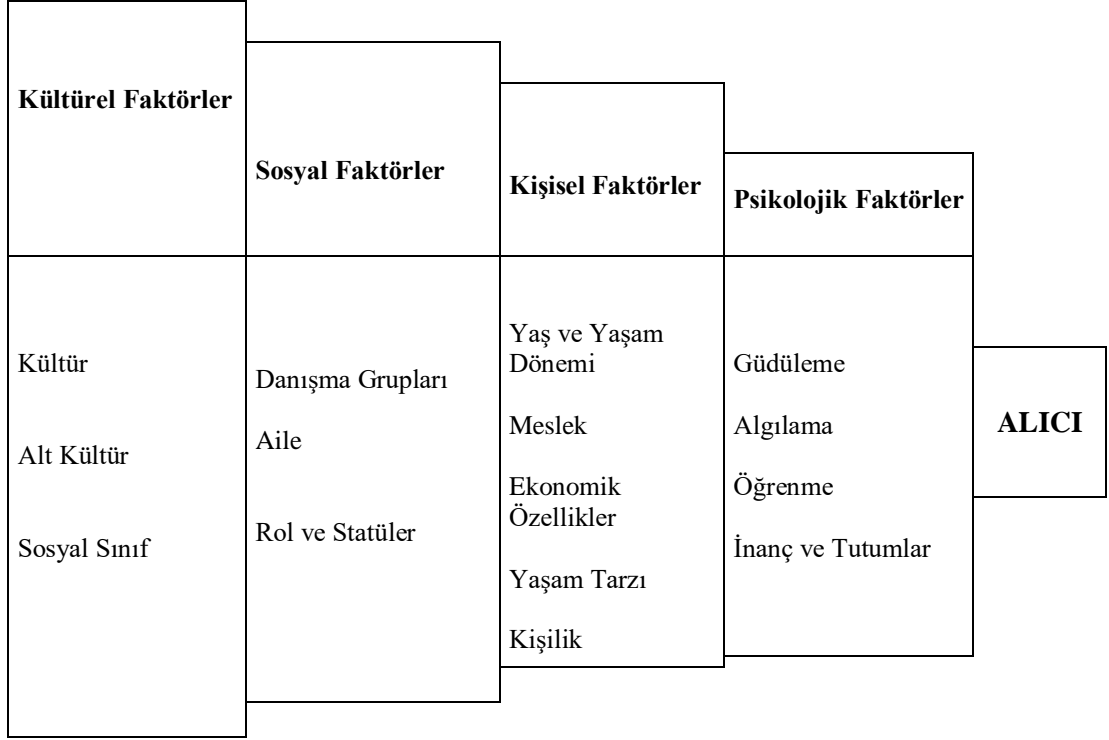 Kültürel Faktörler
Sosyal Faktörler
Kişisel Faktörler
Psikolojik Faktörler
Kültür
Alt Kültür
Sosyal Sınıf
Danışma Grupları
Aile
Rol ve Statüler
Yaş ve Yaşam
Dönemi
Meslek
Ekonomik
Özellikler
Yaşam Tarzı
Kişilik
Güdüleme
Algılama
Öğrenme
İnanç ve Tutumlar
ALICI